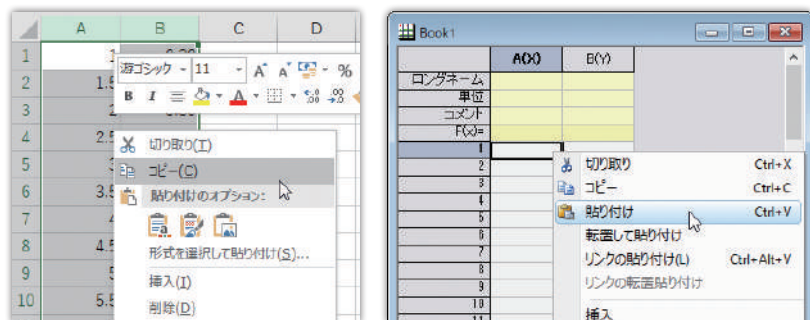 A B C D
1 1
2 1.5
3 2
4 2.5
5
6 3.5
7
8 4.5
9
10 5.5
游ゴシック 11 A A %
B I A
切り取り(T)
コピー(C)
貼り付けのオプション:
形式を選択して貼り付け(S)...
挿入(I)
削除(D)
Book1
A(X) B(Y)
ロングネーム
単位
コメント
F(x)=
1
2
3
4
5
6
7
8
9
10
11
切り取り Ctrl+X
コピー Ctrl+C
貼り付け Ctrl+V
転置して貼り付け
リンクの貼り付け(L) Ctrl+Alt+V
リンクの転置貼り付け
挿入